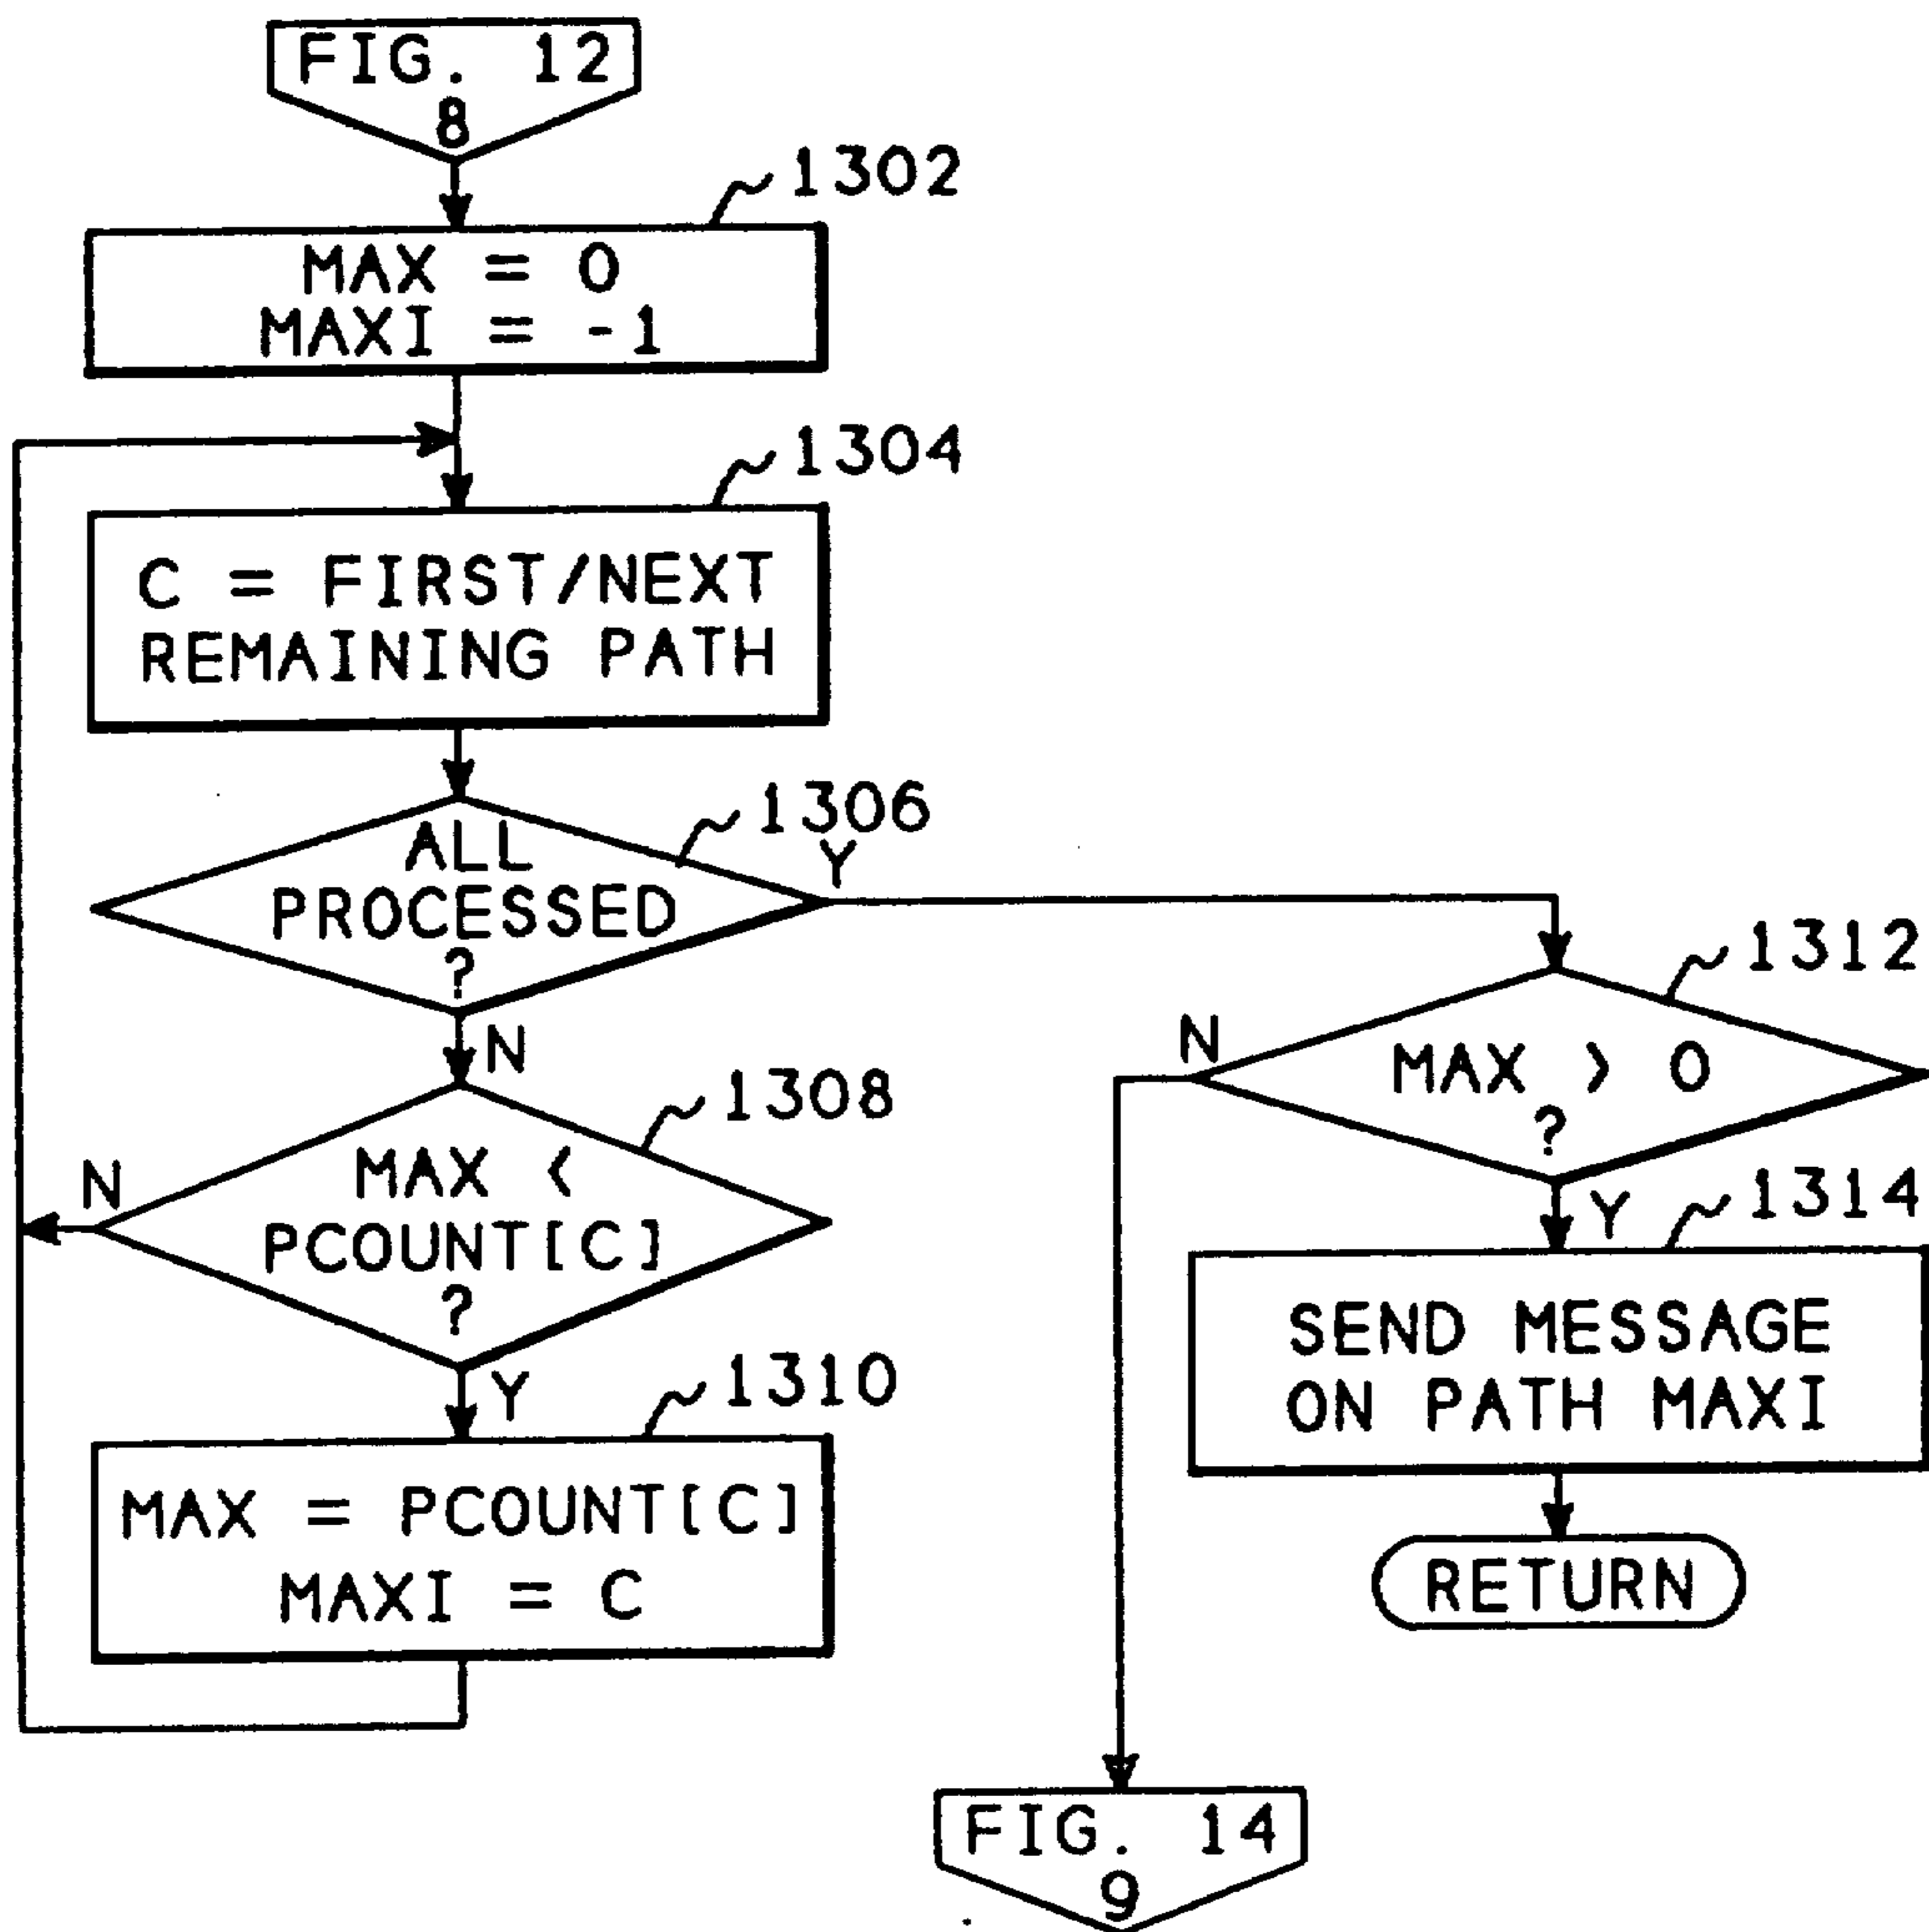 FIG. 12
8
1302
MAX = 0
MAXI = -1
1304
C = FIRST/NEXT
REMAINING PATH
1306
ALL
PROCESSED
?
Y
N
1308
MAX <
PCOUNT[C]
?
N
Y
1310
MAX = PCOUNT[C]
MAXI = C
1312
MAX > 0
?
N
Y
1314
SEND MESSAGE
ON PATH MAXI
RETURN
FIG. 14
9